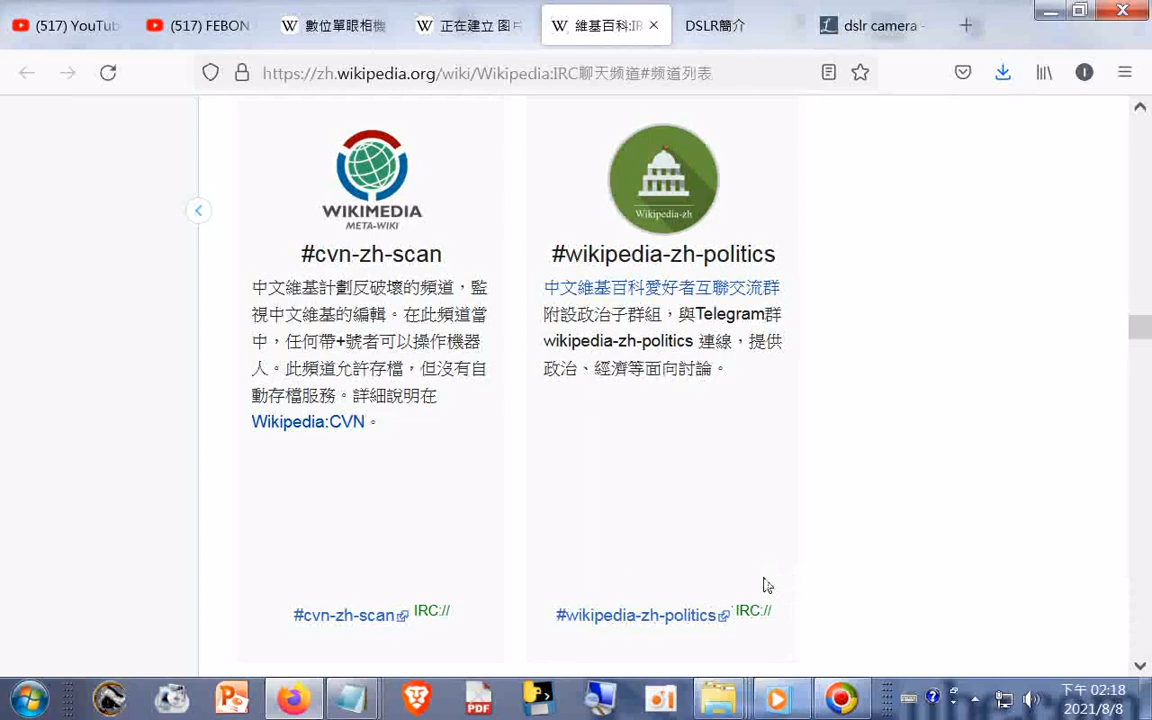 (517) YouTub
(517) FEBON
數位單眼相機
正在建立 图片
維基百科:IR
DSLR簡介
dslr camera -
https://zh.wikipedia.org/wiki/Wikipedia:IRC聊天频道#頻道列表
WIKIMEDIA
META-WIKI
#cvn-zh-scan
中文維基計劃反破壞的頻道，監
視中文維基的編輯。在此頻道當
中，任何帶+號者可以操作機器
人。此頻道允許存檔，但沒有自
動存檔服務。詳細說明在
Wikipedia:CVN。
#cvn-zh-scan IRC://
Wikipedia-zh
#wikipedia-zh-politics
中文維基百科愛好者互聯交流群
附設政治子群組，與Telegram群
wikipedia-zh-politics 連線，提供
政治、經濟等面向討論。
#wikipedia-zh-politics IRC://
PDF
下午 02:18
2021/8/8